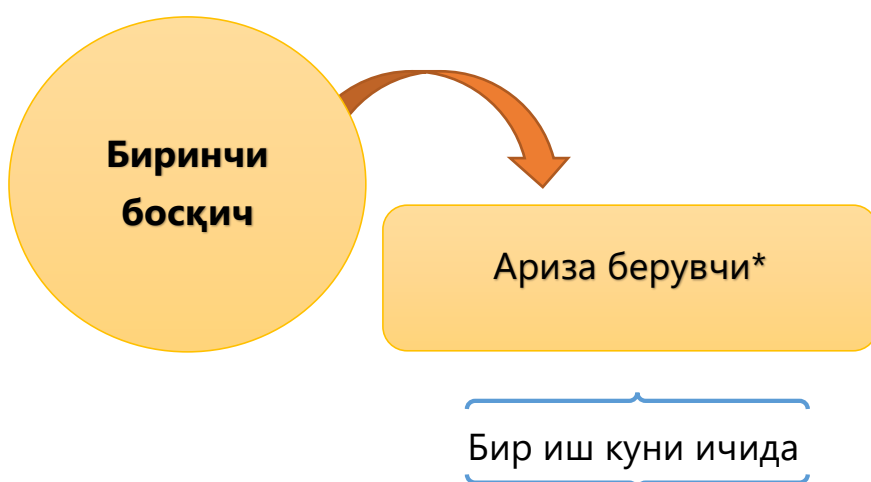 Биринчи
босқич
Ариза берувчи*
Бир иш куни ичида